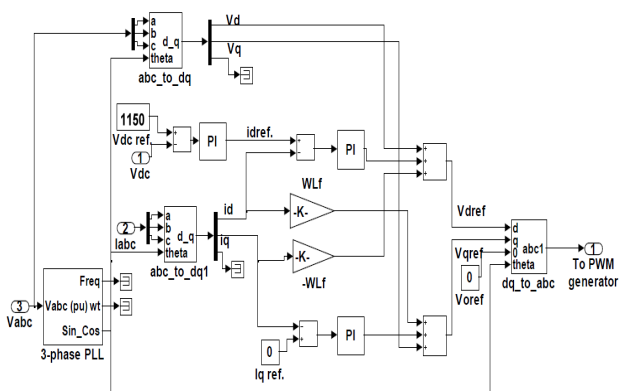 a
b
c
theta
d_q
abc_to_dq
Vd
Vq
1150
Vdc ref.
1
Vdc
+
−
PI
idref.
+
−
PI
+
+
+
WLf
-K-
-K-
-WLf
2
Iabc
a
b
c
theta
d_q
abc_to_dq1
id
iq
Vdref
d
q
0
theta
abc1
dq_to_abc
Vqref
0
Voref
1
To PWM
generator
3
Vabc
Freq
Vabc (pu) wt
Sin_Cos
3-phase PLL
0
Iq ref.
−
+
PI
+
+
+